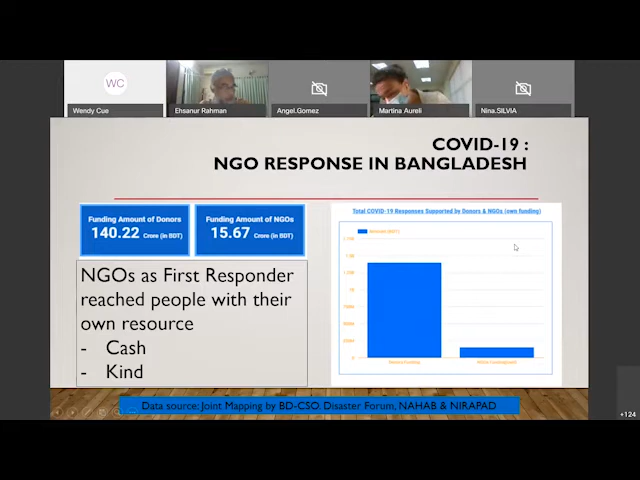 WC
Wendy Cue
Ehsanur Rahman
Angel.Gomez
Martina Aureli
Nina.SILVIA
COVID-19 :
NGO RESPONSE IN BANGLADESH
Funding Amount of Donors
140.22 Crore (in BDT)
Funding Amount of NGOs
15.67 Crore (in BDT)
NGOs as First Responder
reached people with their
own resource
- Cash
- Kind
Total COVID-19 Responses Supported by Donors & NGOs (own funding)
Data source: Joint Mapping by BD-CSO. Disaster Forum, NAHAB & NIRAPAD
+124